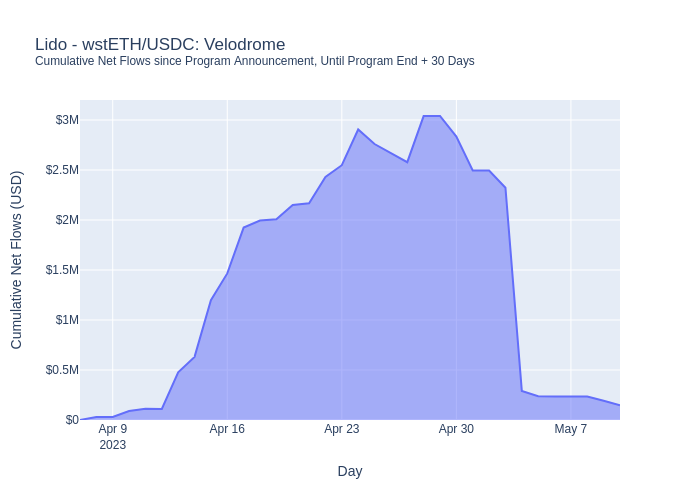 Lido - wstETH/USDC: Velodrome
Cumulative Net Flows since Program Announcement, Until Program End + 30 Days
Cumulative Net Flows (USD)
$3M
$2.5M
$2M
$1.5M
$1M
$0.5M
$0
Apr 9
2023
Apr 16
Apr 23
Apr 30
May 7
Day